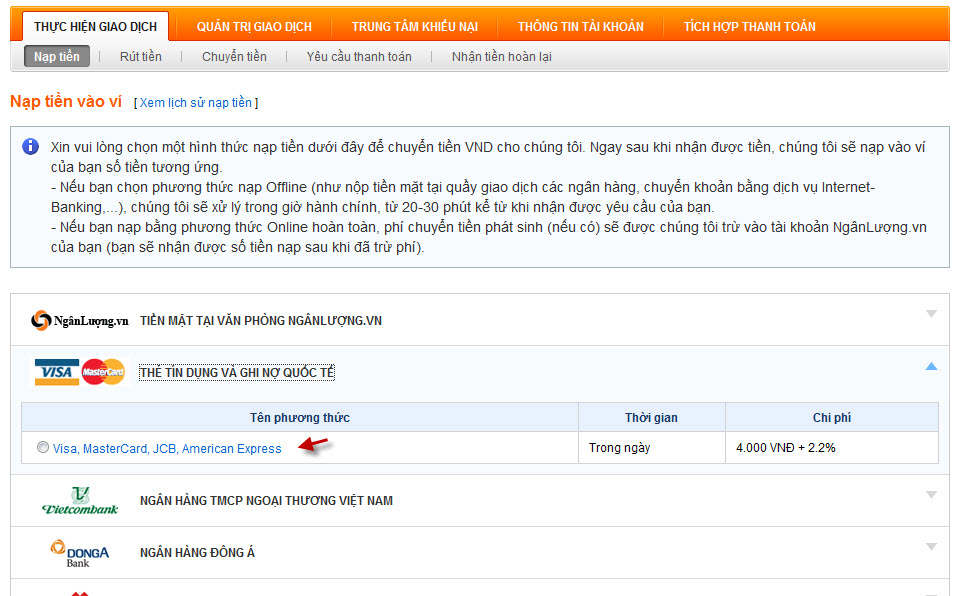 THỰC HIỆN GIAO DỊCH QUẢN TRỊ GIAO DỊCH TRUNG TÂM KHIẾU NẠI THÔNG TIN TÀI KHOẢN TÍCH HỢP THANH TOÁN
Nạp tiền Rút tiền Chuyển tiền Yêu cầu thanh toán Nhận tiền hoàn lại
Nạp tiền vào ví [ Xem lịch sử nạp tiền ]
Xin vui lòng chọn một hình thức nạp tiền dưới đây để chuyển tiền VND cho chúng tôi. Ngay sau khi nhận được tiền, chúng tôi sẽ nạp vào ví
của bạn số tiền tương ứng.
- Nếu bạn chọn phương thức nạp Offline (như nộp tiền mặt tại quầy giao dịch các ngân hàng, chuyển khoản bằng dịch vụ Internet-
Banking,...), chúng tôi sẽ xử lý trong giờ hành chính, từ 20-30 phút kể từ khi nhận được yêu cầu của bạn.
- Nếu bạn nạp bằng phương thức Online hoàn toàn, phí chuyển tiền phát sinh (nếu có) sẽ được chúng tôi trừ vào tài khoản NgânLượng.vn
của bạn (bạn sẽ nhận được số tiền nạp sau khi đã trừ phí).
NgânLượng.vn TIỀN MẶT TẠI VĂN PHÒNG NGÂNLƯỢNG.VN
VISA MasterCard THẺ TÍN DỤNG VÀ GHI NỢ QUỐC TẾ
Tên phương thức Thời gian Chi phí
Visa, MasterCard, JCB, American Express Trong ngày 4.000 VNĐ + 2.2%
Vietcombank NGÂN HÀNG TMCP NGOẠI THƯƠNG VIỆT NAM
DONGA Bank NGÂN HÀNG ĐÔNG Á